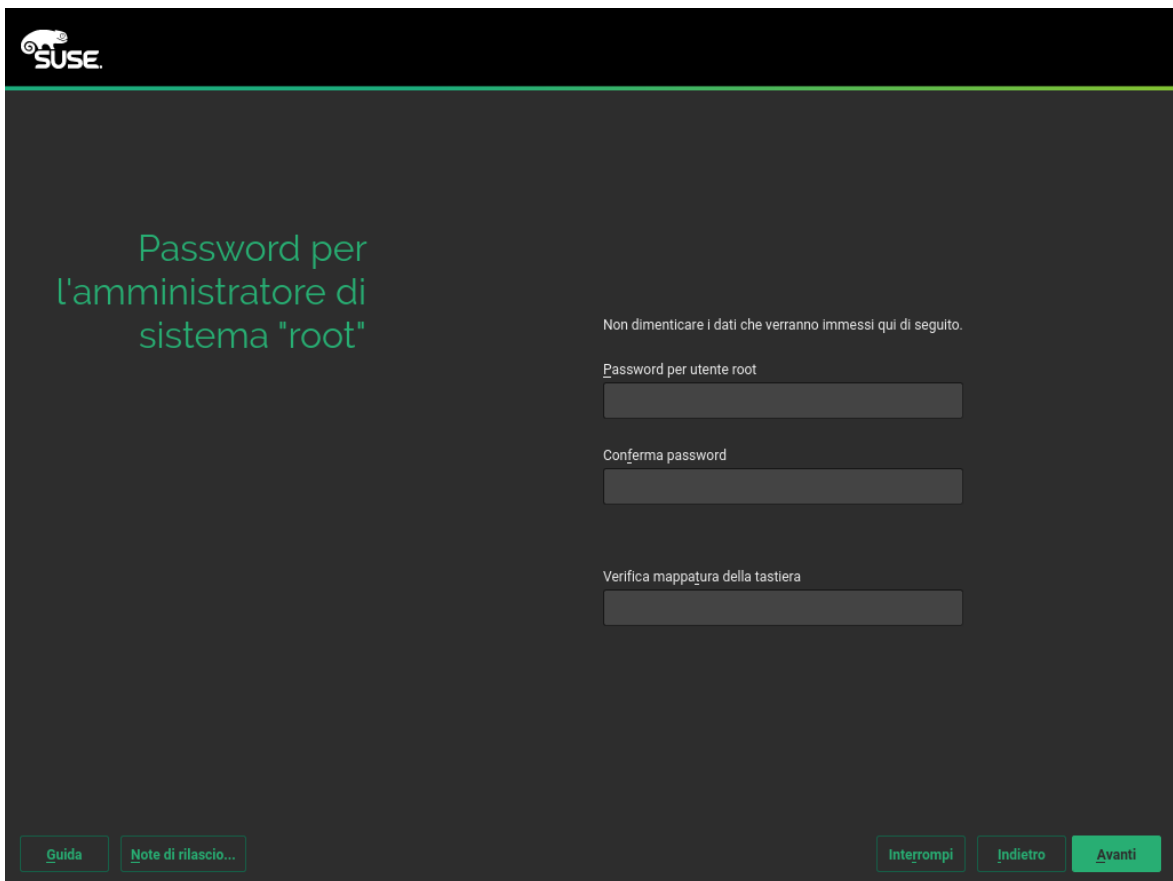 SUSE.
Password per
l'amministratore di
sistema "root"
Non dimenticare i dati che verranno immessi qui di seguito.
Password per utente root
Conferma password
Verifica mappatura della tastiera
Guida
Note di rilascio...
Interrompi
Indietro
Avanti